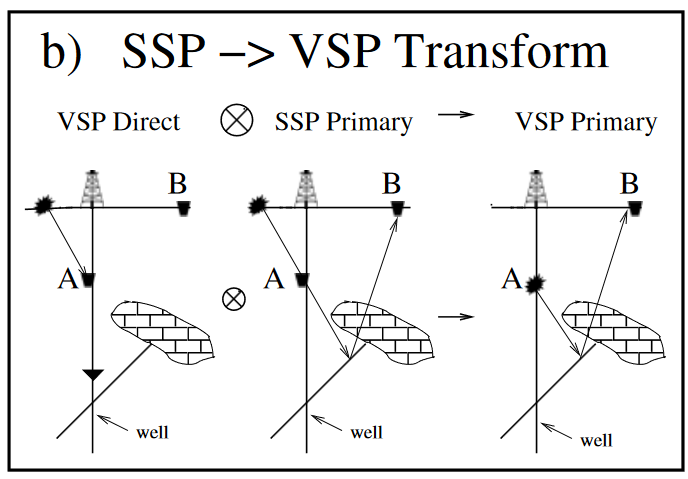 b) SSP –> VSP Transform
VSP Direct ⊗ SSP Primary → VSP Primary
B B B
A ⊗ A → A
well well well